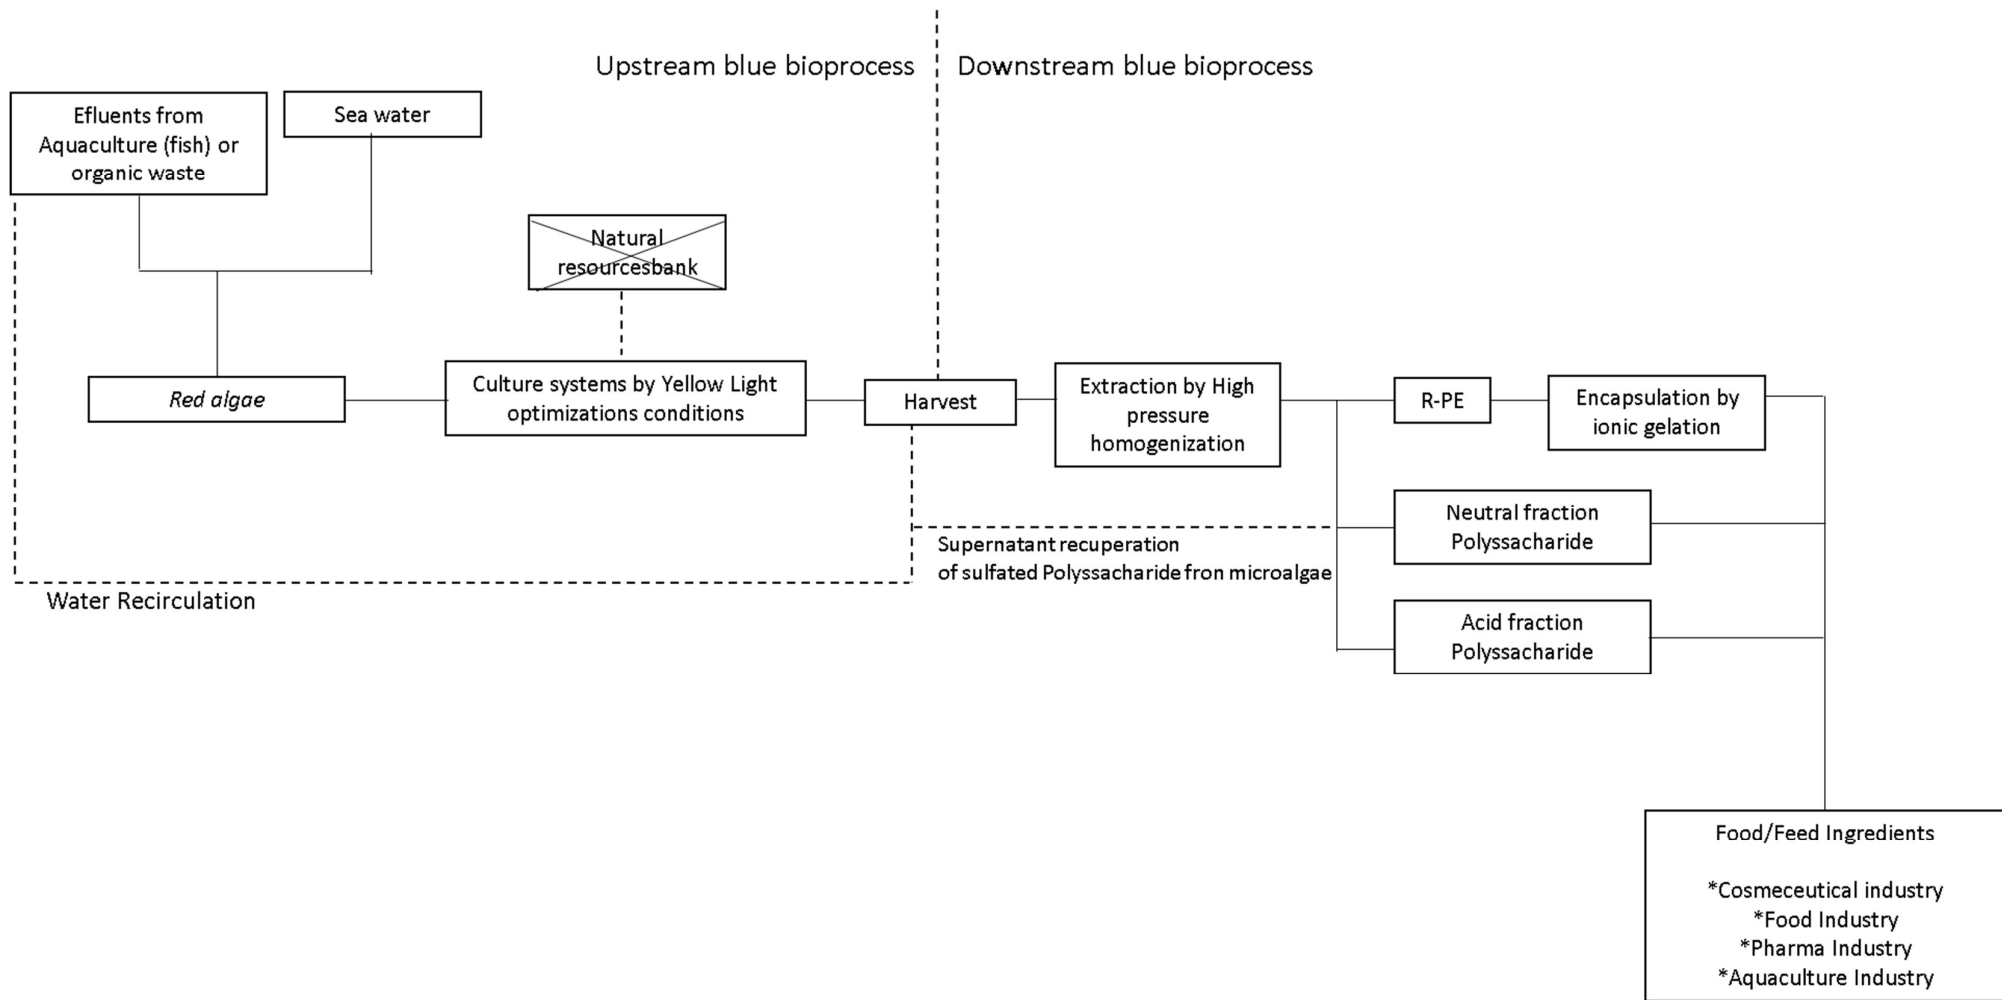 Upstream blue bioprocess
Downstream blue bioprocess
Efluents from
Aquaculture (fish) or
organic waste
Sea water
Natural
resourcesbank
Red algae
Culture systems by Yellow Light
optimizations conditions
Harvest
Extraction by High
pressure
homogenization
R-PE
Encapsulation by
ionic gelation
Neutral fraction
Polyssacharide
Supernatant recuperation
of sulfated Polyssacharide fron microalgae
Water Recirculation
Acid fraction
Polyssacharide
Food/Feed Ingredients
*Cosmeceutical industry
*Food Industry
*Pharma Industry
*Aquaculture Industry